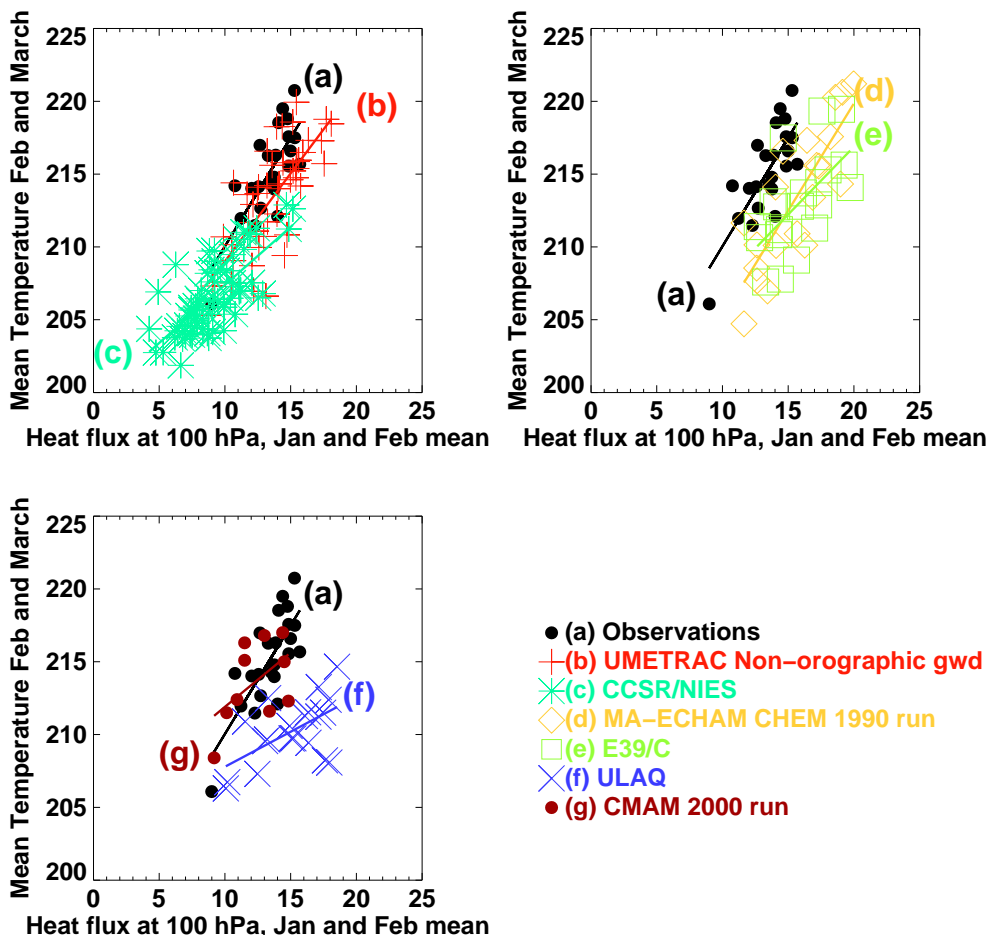 225
220
215
210
205
200
Mean Temperature Feb and March
0 5 10 15 20 25
Heat flux at 100 hPa, Jan and Feb mean
(a)
(b)
(c)
225
220
215
210
205
200
Mean Temperature Feb and March
0 5 10 15 20 25
Heat flux at 100 hPa, Jan and Feb mean
(d)
(e)
(a)
225
220
215
210
205
200
Mean Temperature Feb and March
0 5 10 15 20 25
Heat flux at 100 hPa, Jan and Feb mean
(a)
(f)
(g)
(a) Observations
(b) UMETRAC Non-orographic gwd
(c) CCSR/NIES
(d) MA-ECHAM CHEM 1990 run
(e) E39/C
(f) ULAQ
(g) CMAM 2000 run